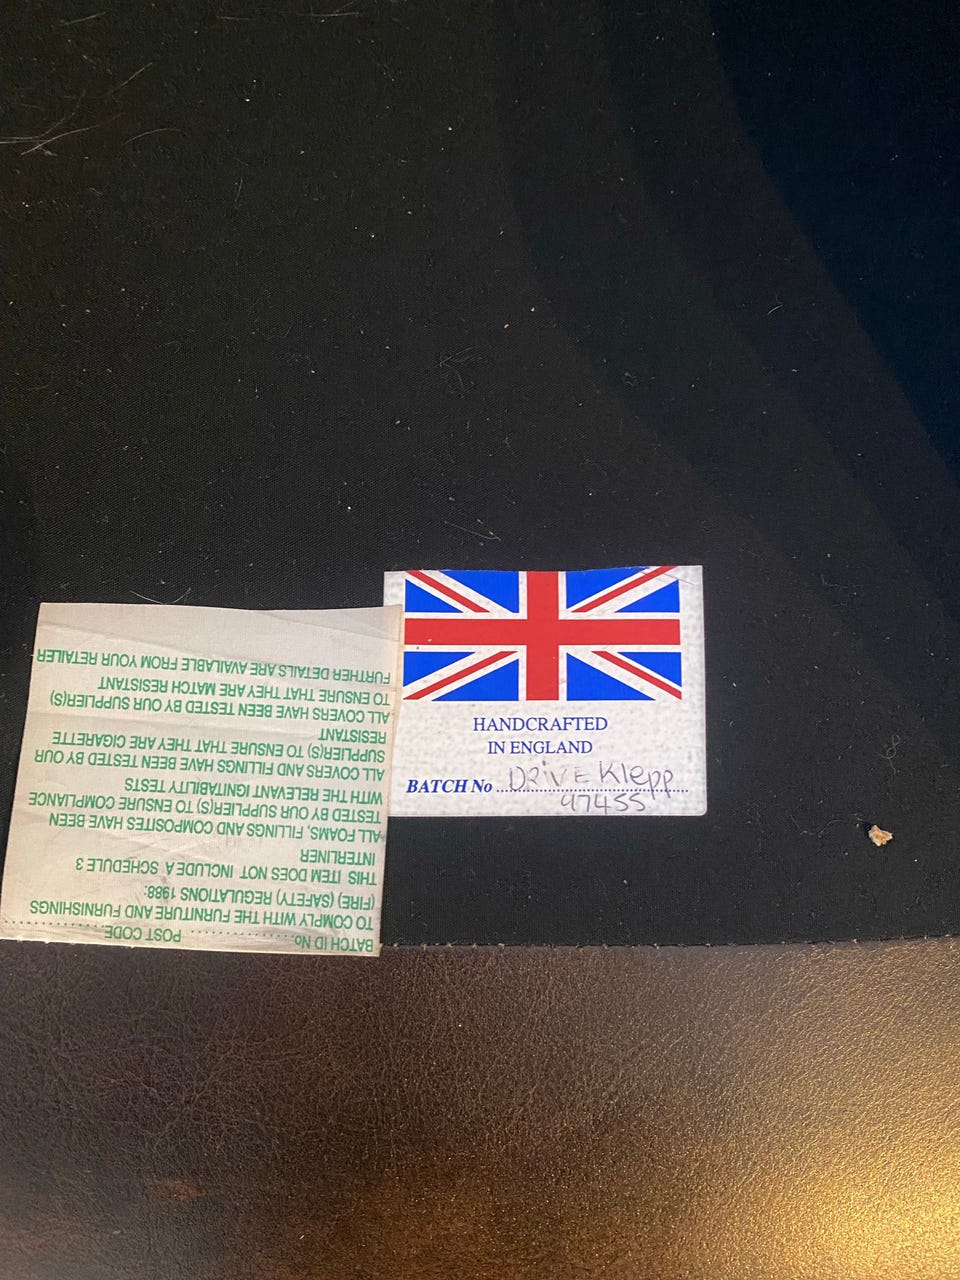 HANDCRAFTED
IN ENGLAND
BATCH No DRIVE Klepp
97455
BATCH ID No. POST CODE
TO COMPLY WITH THE FURNITURE AND FURNISHINGS
(FIRE) (SAFETY) REGULATIONS 1988:
THIS ITEM DOES NOT INCLUDE A SCHEDULE 3
INTERLINER
ALL FOAMS, FILLINGS AND COMPOSITES HAVE BEEN
TESTED BY OUR SUPPLIER(S) TO ENSURE COMPLIANCE
WITH THE RELEVANT IGNITABILITY TESTS
ALL COVERS AND FILLINGS HAVE BEEN TESTED BY OUR
SUPPLIER(S) TO ENSURE THAT THEY ARE CIGARETTE
RESISTANT
ALL COVERS HAVE BEEN TESTED BY OUR SUPPLIER(S)
TO ENSURE THAT THEY ARE MATCH RESISTANT
FURTHER DETAILS ARE AVAILABLE FROM YOUR RETAILER